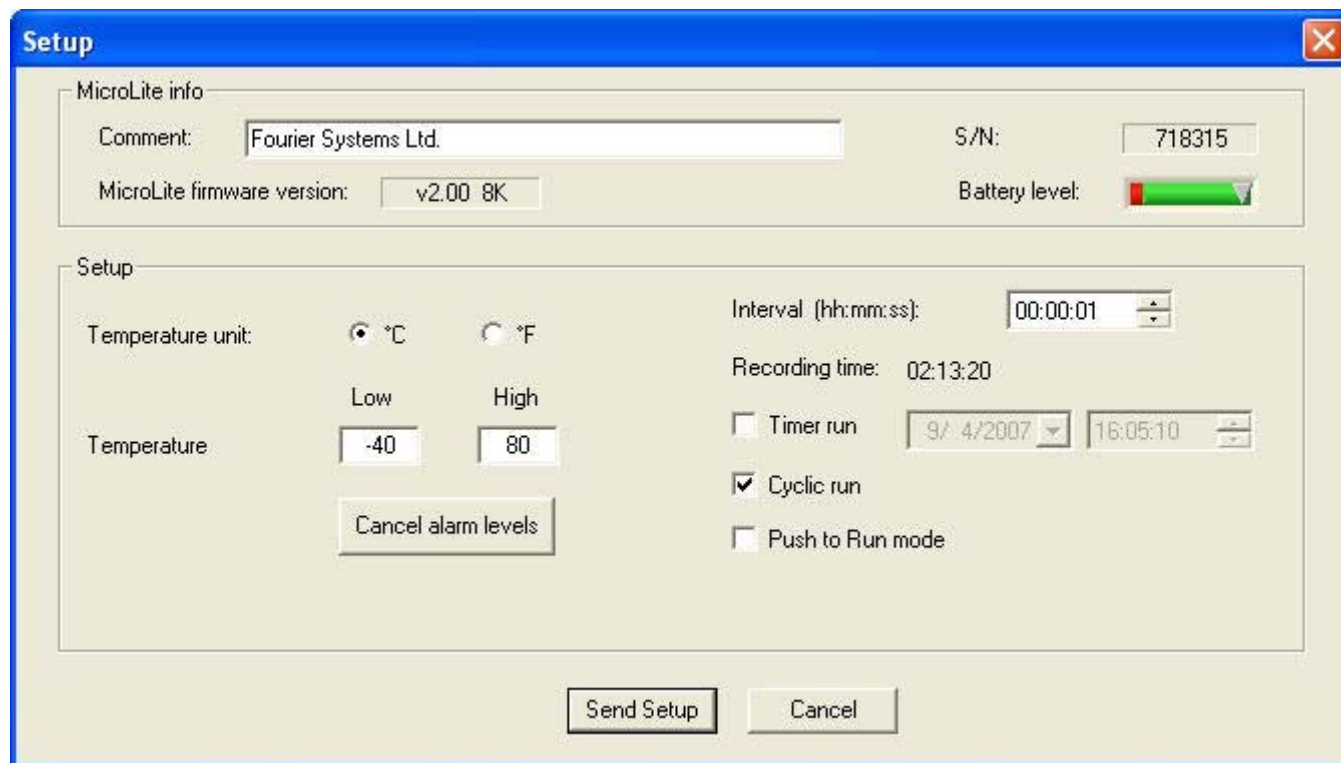 Setup
MicroLite info
Comment: Fourier Systems Ltd. S/N: 718315
MicroLite firmware version: v2.00 8K Battery level:
Setup
Interval (hh:mm:ss): 00:00:01
Temperature unit: °C °F
Recording time: 02:13:20
Low High
Timer run 9/ 4/2007 16:05:10
Temperature -40 80
Cyclic run
Cancel alarm levels
Push to Run mode
Send Setup Cancel